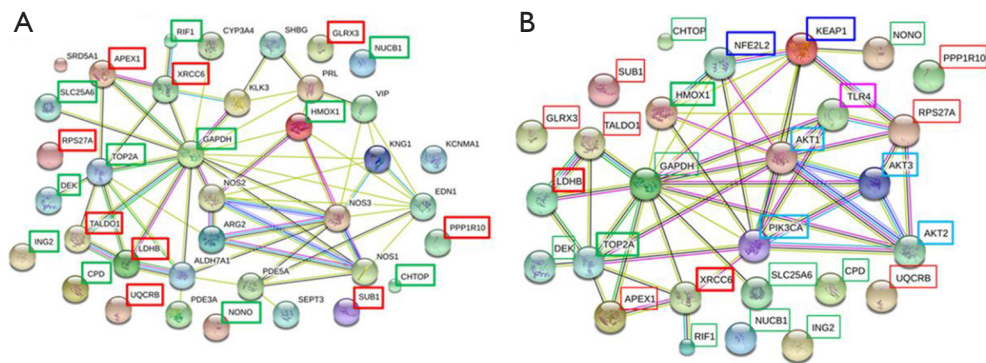 A
RIF1
CYP3A4
SHBG
GLRX3
NUCB1
SRD5A1
APEX1
XRCC6
PRL
SLC25A6
KLK3
VIP
HMOX1
RPS27A
TOP2A
GAPDH
KNG1
KCNMA1
DEK
NOS2
NOS3
EDN1
TALDO1
ARG2
PPP1R10
ING2
LDHB
ALDH7A1
NOS1
CPD
PDE5A
CHTOP
UQCRB
PDE3A
NONO
SEPT3
SUB1
B
CHTOP
NFE2L2
KEAP1
NONO
PPP1R10
SUB1
HMOX1
TLR4
GLRX3
TALDO1
AKT1
RPS27A
GAPDH
AKT3
LDHB
PIK3CA
AKT2
DEK
TOP2A
XRCC6
SLC25A6
CPD
UQCRB
APEX1
RIF1
NUCB1
ING2